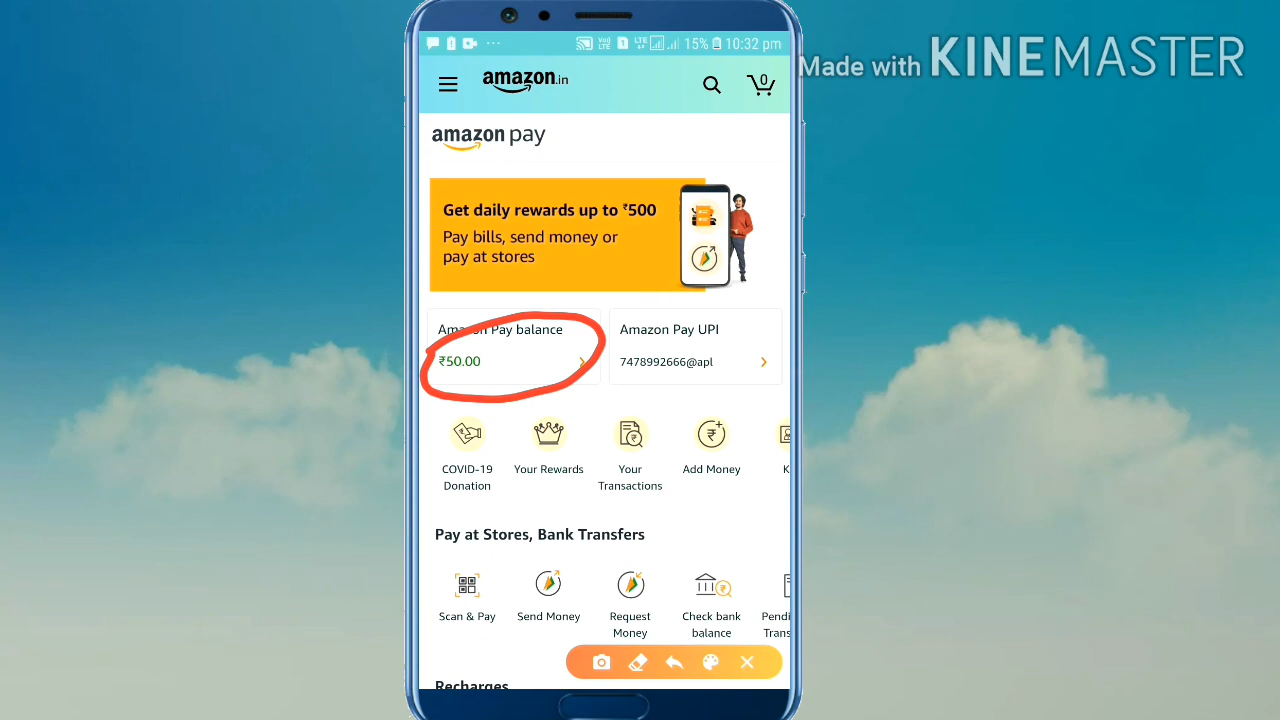 15% 10:32 pm
Made with KINEMASTER
amazon.in
0
amazon pay
Get daily rewards up to ₹500
Pay bills, send money or
pay at stores
Amazon Pay balance
₹50.00
Amazon Pay UPI
7478992666@apl
COVID-19
Donation
Your Rewards
Your
Transactions
Add Money
K
Pay at Stores, Bank Transfers
Scan & Pay
Send Money
Request
Money
Check bank
balance
Pendi
Trans
Recharges